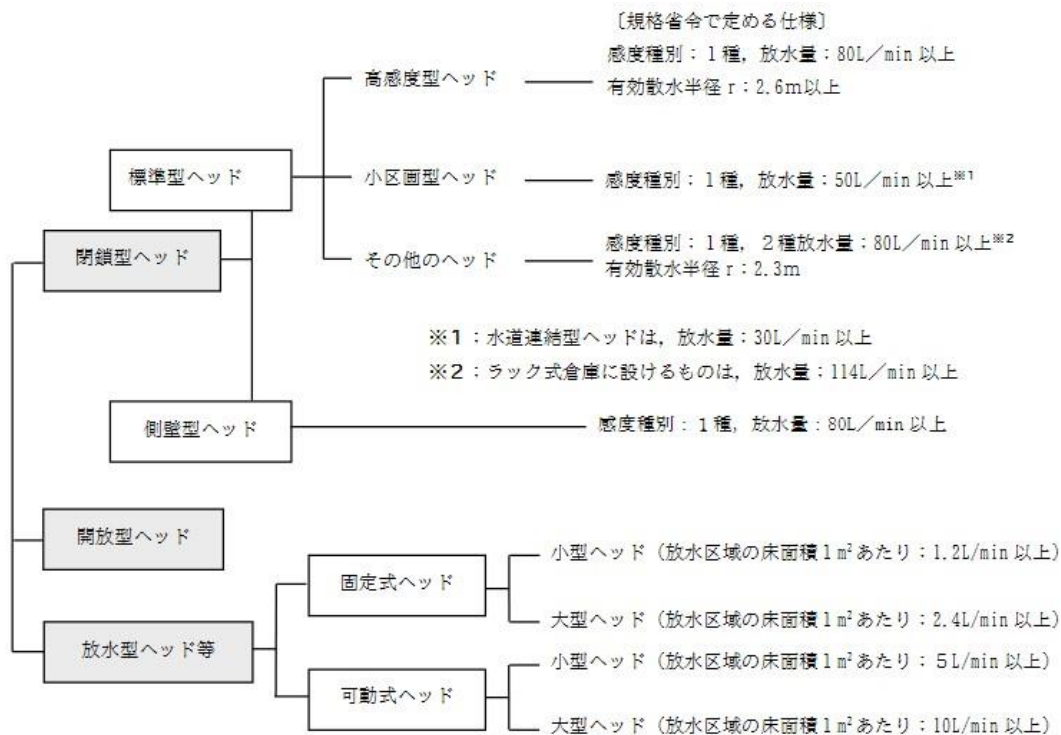 〔規格省令で定める仕様〕
高感度型ヘッド
感度種別：1種，放水量：80L／min 以上
有効散水半径ｒ：2.6ｍ以上
標準型ヘッド
小区画型ヘッド
感度種別：1種，放水量：50L／min 以上※1
閉鎖型ヘッド
その他のヘッド
感度種別：1種，２種放水量：80L／min 以上※2
有効散水半径ｒ：2.3ｍ
※１：水道連結型ヘッドは，放水量：30L／min 以上
※２：ラック式倉庫に設けるものは，放水量：114L／min 以上
側壁型ヘッド
感度種別：１種，放水量：80L／min 以上
開放型ヘッド
放水型ヘッド等
固定式ヘッド
小型ヘッド（放水区域の床面積１㎡あたり：1.2L/min 以上）
大型ヘッド（放水区域の床面積１㎡あたり：2.4L/min 以上）
可動式ヘッド
小型ヘッド（放水区域の床面積１㎡あたり：５L/min 以上）
大型ヘッド（放水区域の床面積１㎡あたり：10L/min 以上）